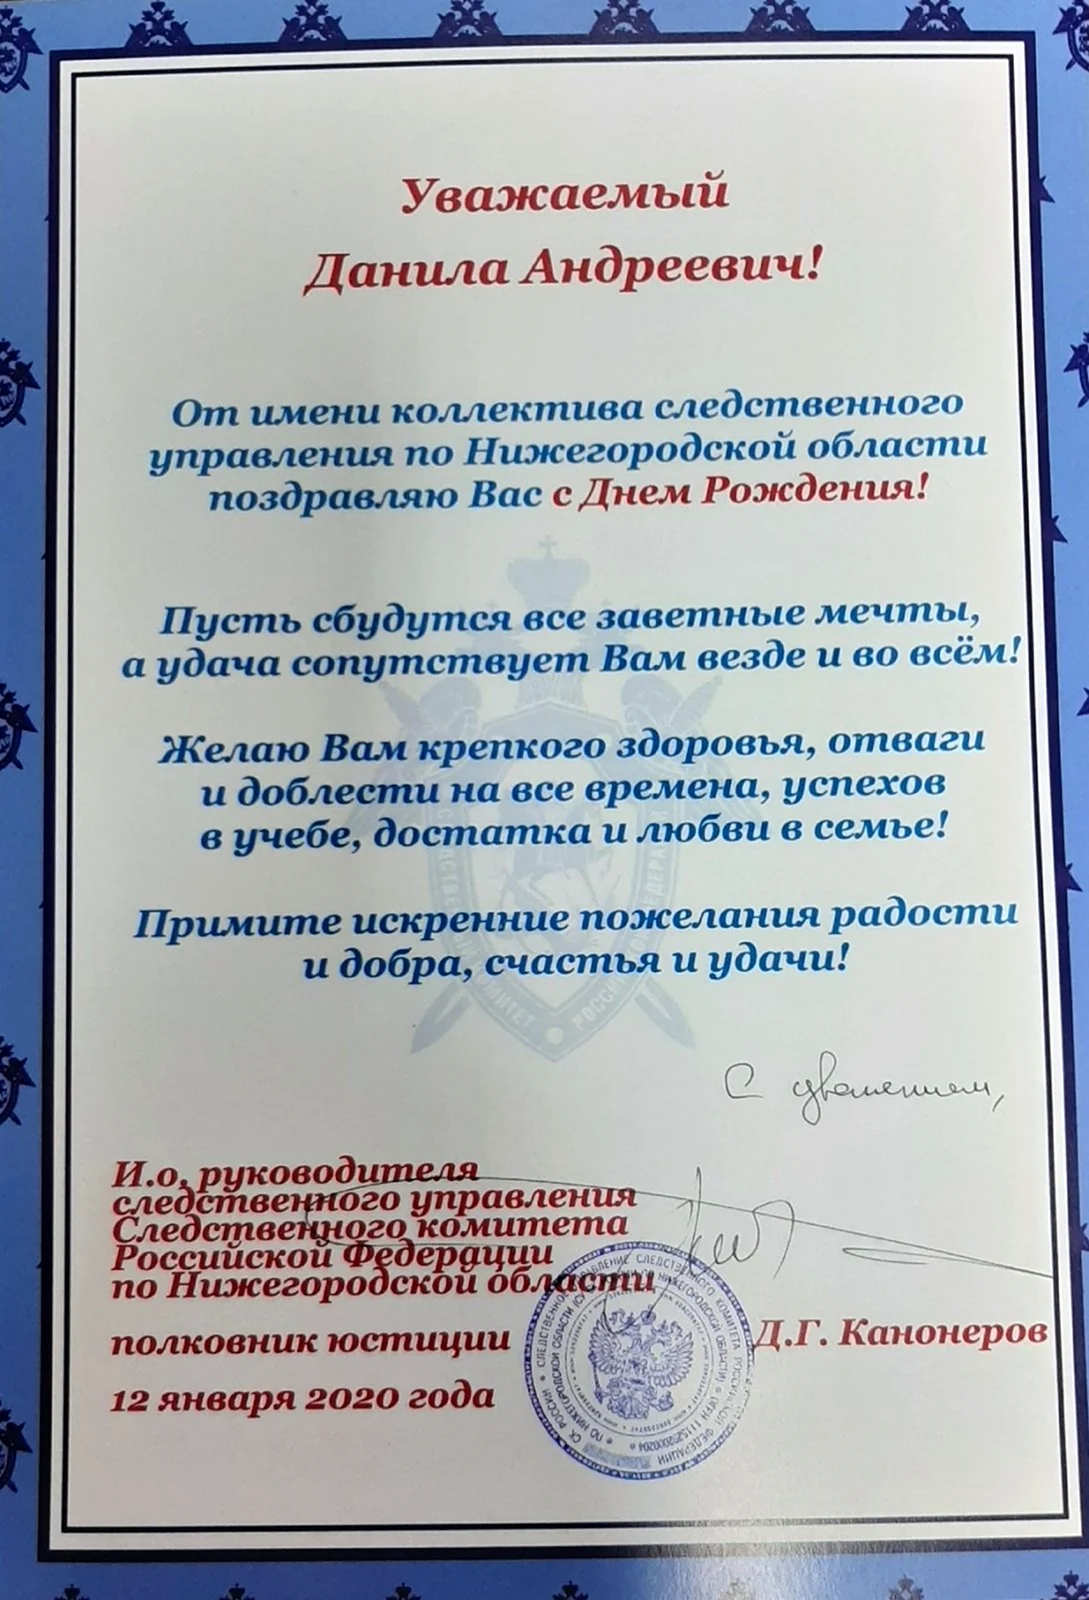 Уважаемый
Данила Андреевич!
От имени коллектива следственного
управления по Нижегородской области
поздравляю Вас с Днем Рождения!
Пусть сбудутся все заветные мечты,
а удача сопутствует Вам везде и во всём!
Желаю Вам крепкого здоровья, отваги
и доблести на все времена, успехов
в учебе, достатка и любви в семье!
Примите искренние пожелания радости
и добра, счастья и удачи!
С уважением,
И.о, руководителя
следственного управления
Следственного комитета
Российской Федерации
по Нижегородской области
полковник юстиции
Д.Г. Канонеров
12 января 2020 года